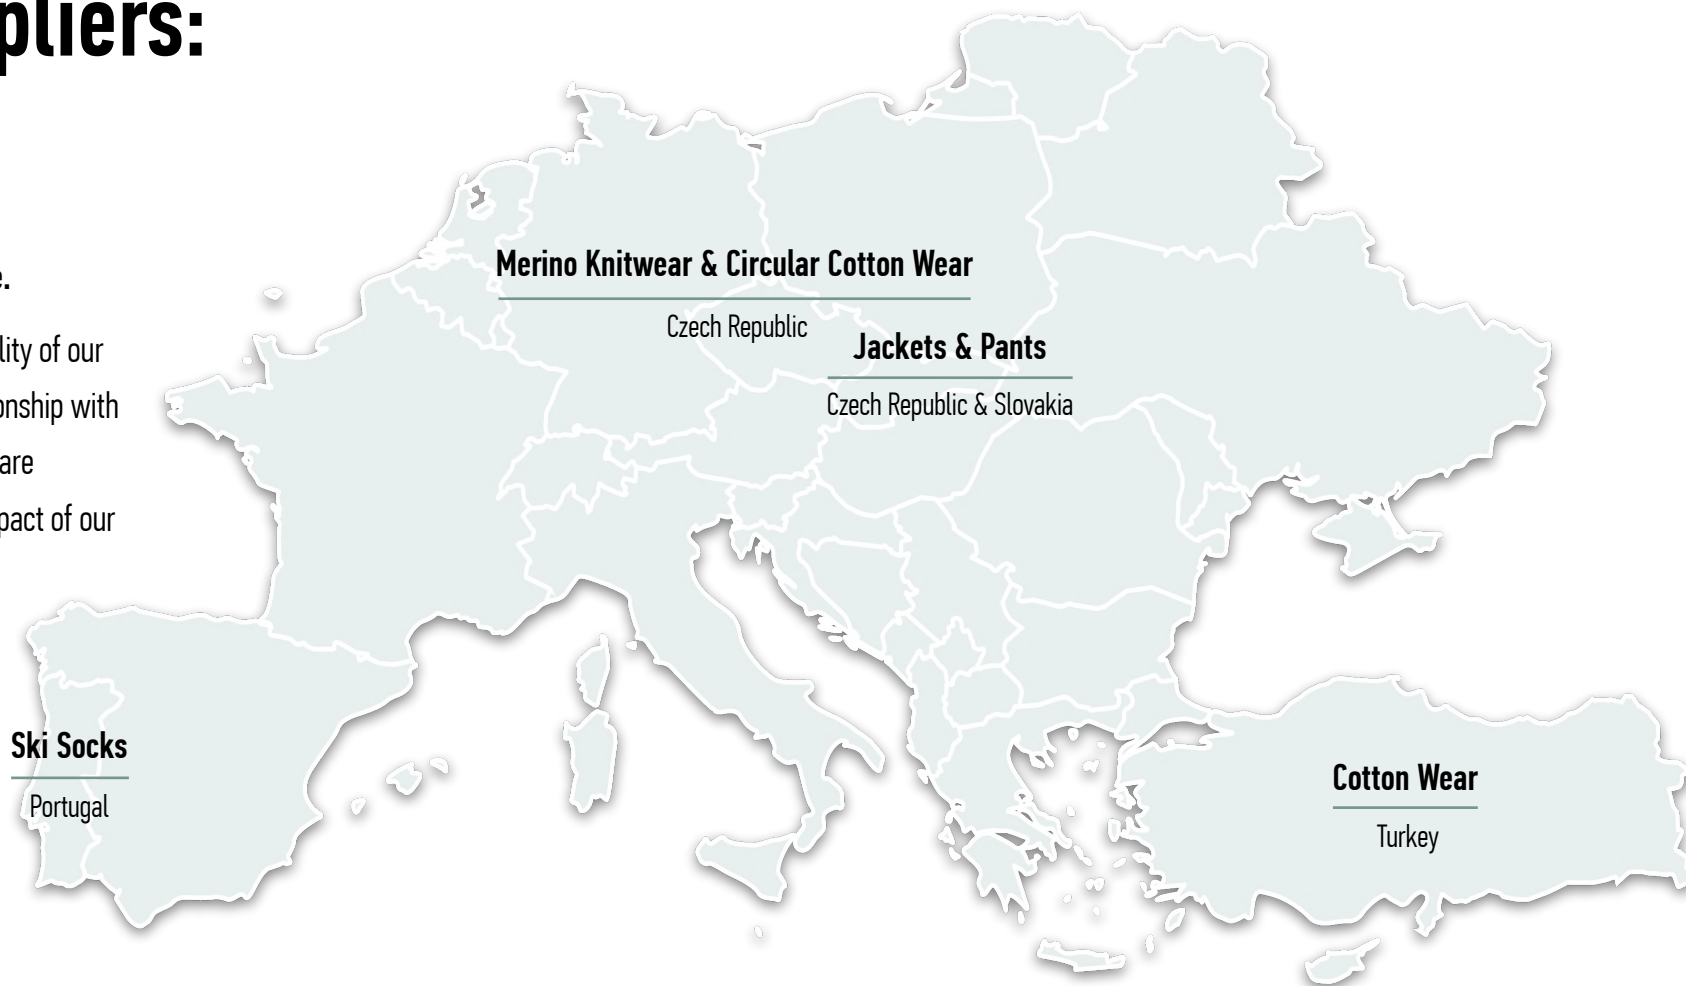 pliers:
e.
lity of our
onship with
are
pact of our
Merino Knitwear & Circular Cotton Wear
Czech Republic
Jackets & Pants
Czech Republic & Slovakia
Ski Socks
Portugal
Cotton Wear
Turkey